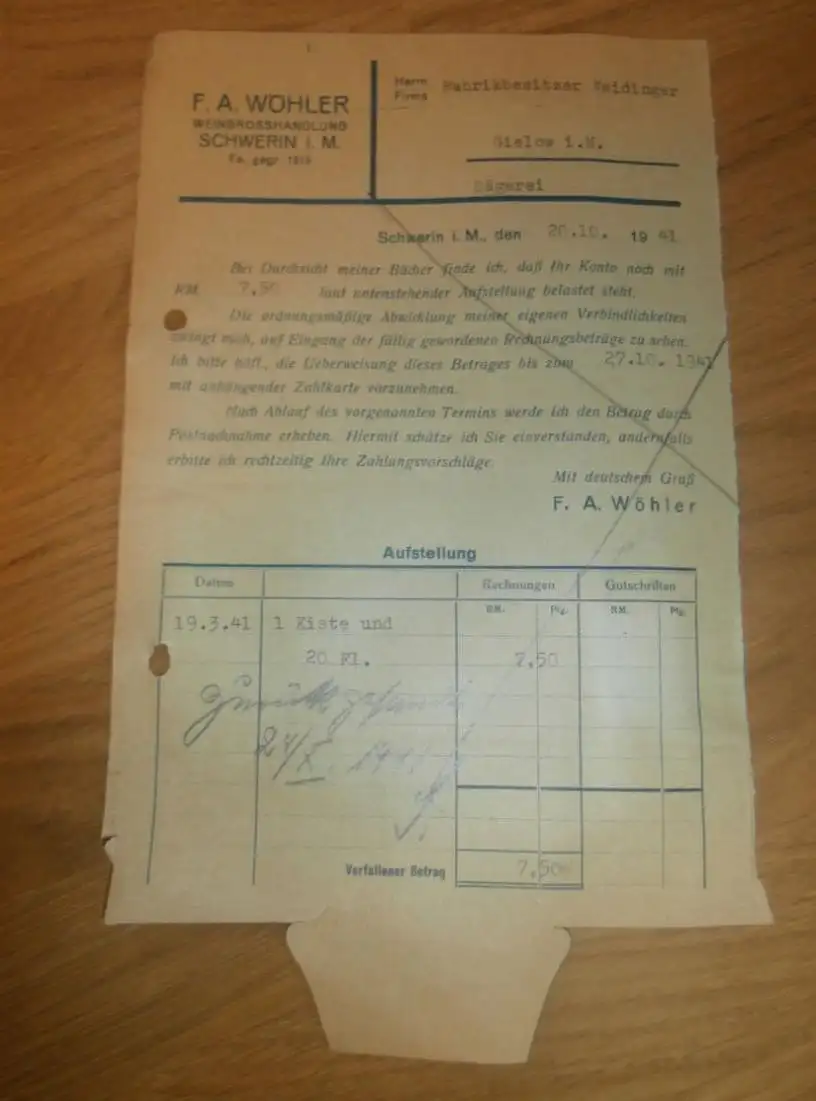 F. A. WÖHLER
WEINGROSSHANDLUNG
SCHWERIN i. M.
Fa. gegr. 1819
Herrn
Firma
Fabrikbesitzer Weidinger
Gielow i.M.
Sägerei
Schwerin i. M., den 20.10. 19 41
Bei Durchsicht meiner Bücher finde ich, daß Ihr Konto noch mit
RM. 7,50 laut untenstehender Aufstellung belastet steht.
Die ordnungsmäßige Abwicklung meiner eigenen Verbindlichkeiten
zwingt mich, auf Eingang der fällig gewordenen Rechnungsbeträge zu sehen.
Ich bitte höfl., die Ueberweisung dieses Betrages bis zum 27.10. 1941
mit anhängender Zahlkarte vorzunehmen.
Nach Ablauf des vorgenannten Termins werde ich den Betrag durch
Postnachnahme erheben. Hiermit schätze ich Sie einverstanden, andernfalls
erbitte ich rechtzeitig Ihre Zahlungsvorschläge.
Mit deutschem Gruß
F. A. Wöhler
Aufstellung
Datum Rechnungen Gutschriften
RM. Pfg. RM. Pfg.
19.3.41 1 Kiste und
20 Fl. 7,50
Zurückgesandt
24/X.
Verfallener Betrag 7,50